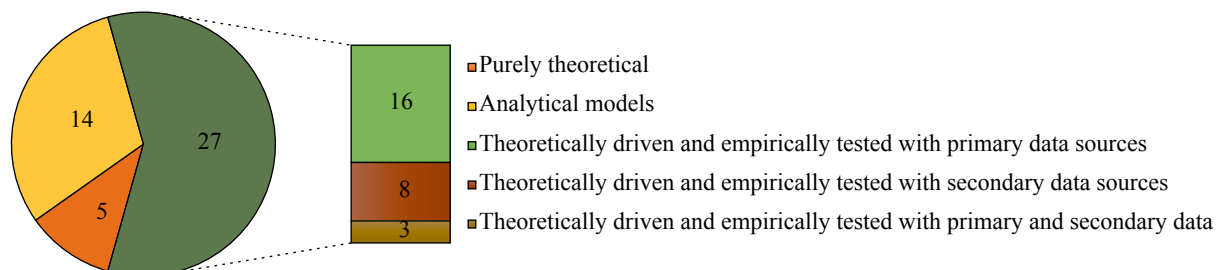 14
27
5
16
8
3
Purely theoretical
Analytical models
Theoretically driven and empirically tested with primary data sources
Theoretically driven and empirically tested with secondary data sources
Theoretically driven and empirically tested with primary and secondary data